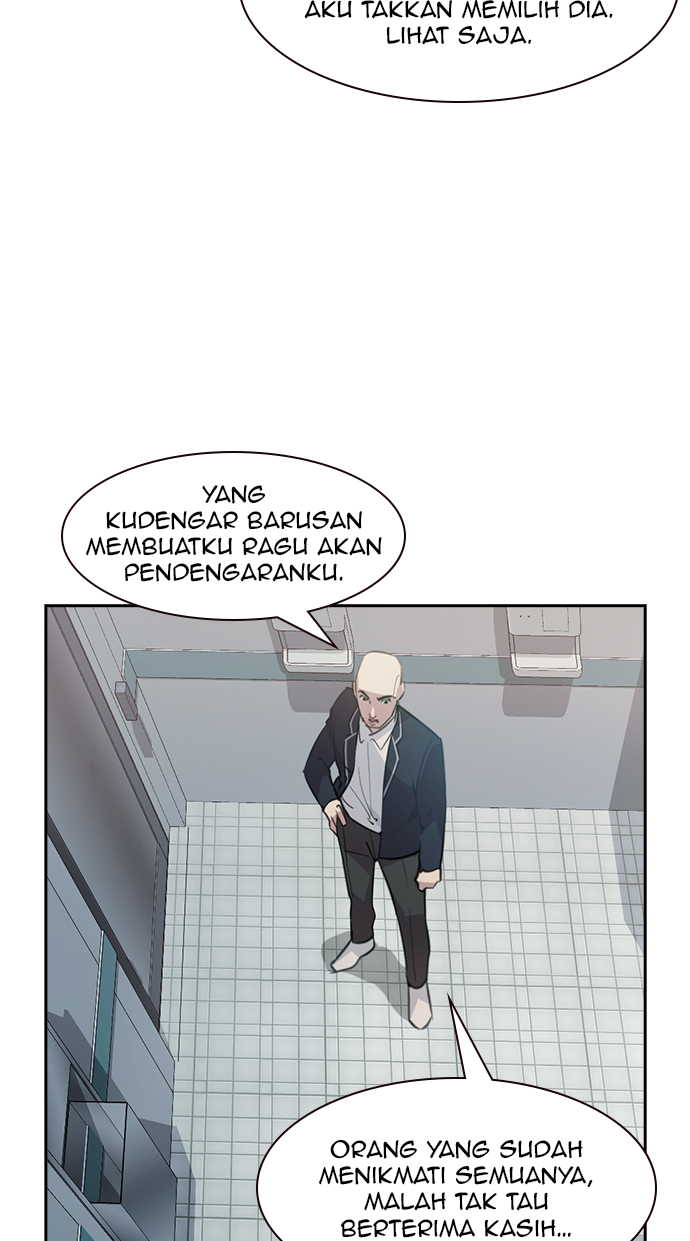 AKU TAKKAN MEMILIH DIA.
LIHAT SAJA.
YANG
KUDENGAR BARUSAN
MEMBUATKU RAGU AKAN
PENDENGARANKU.
ORANG YANG SUDAH
MENIKMATI SEMUANYA,
MALAH TAK TAU
BERTERIMA KASIH...